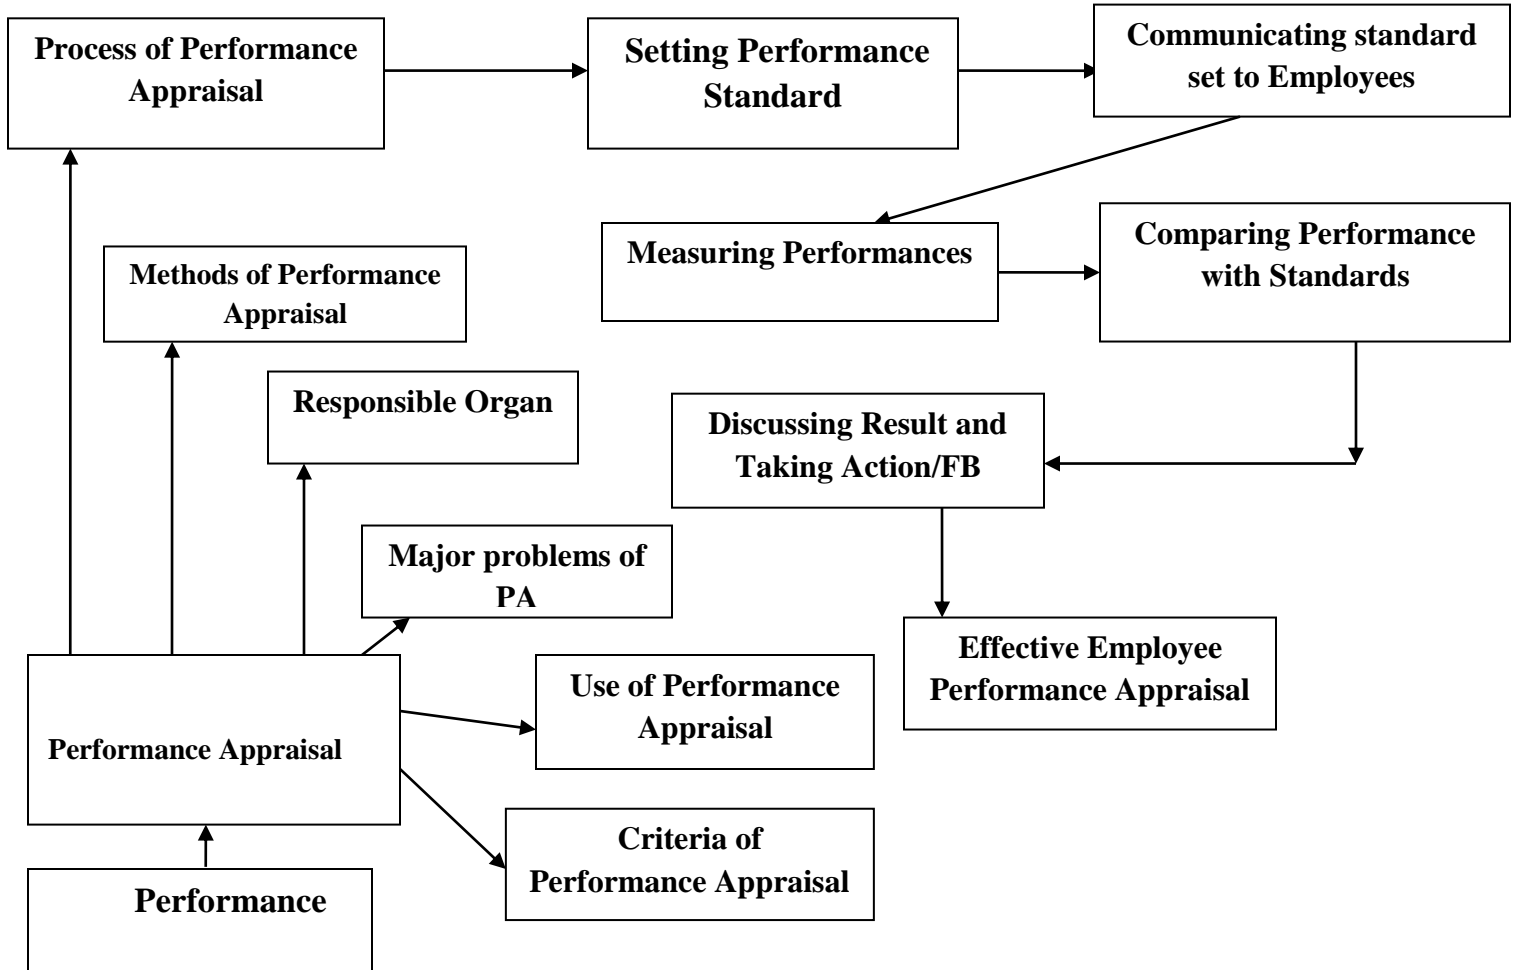 Process of Performance
Appraisal
Setting Performance
Standard
Communicating standard
set to Employees
Measuring Performances
Comparing Performance
with Standards
Methods of Performance
Appraisal
Responsible Organ
Discussing Result and
Taking Action/FB
Major problems of
PA
Effective Employee
Performance Appraisal
Use of Performance
Appraisal
Performance Appraisal
Criteria of
Performance Appraisal
Performance